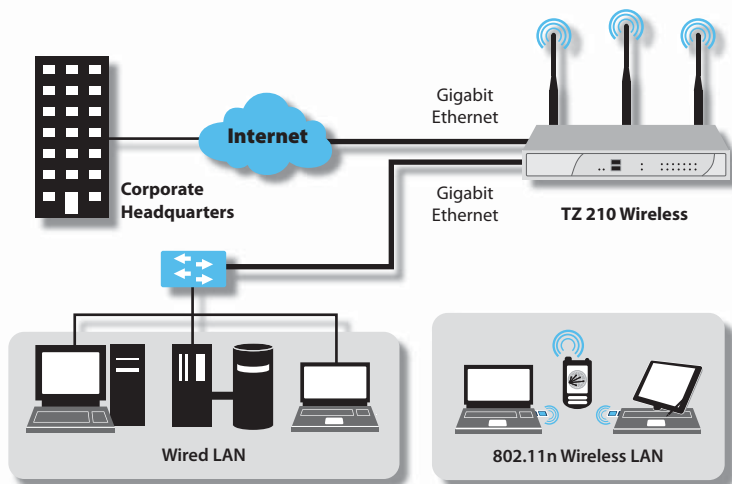 Gigabit
Ethernet
Internet
Corporate
Headquarters
Gigabit
Ethernet
TZ 210 Wireless
Wired LAN
802.11n Wireless LAN